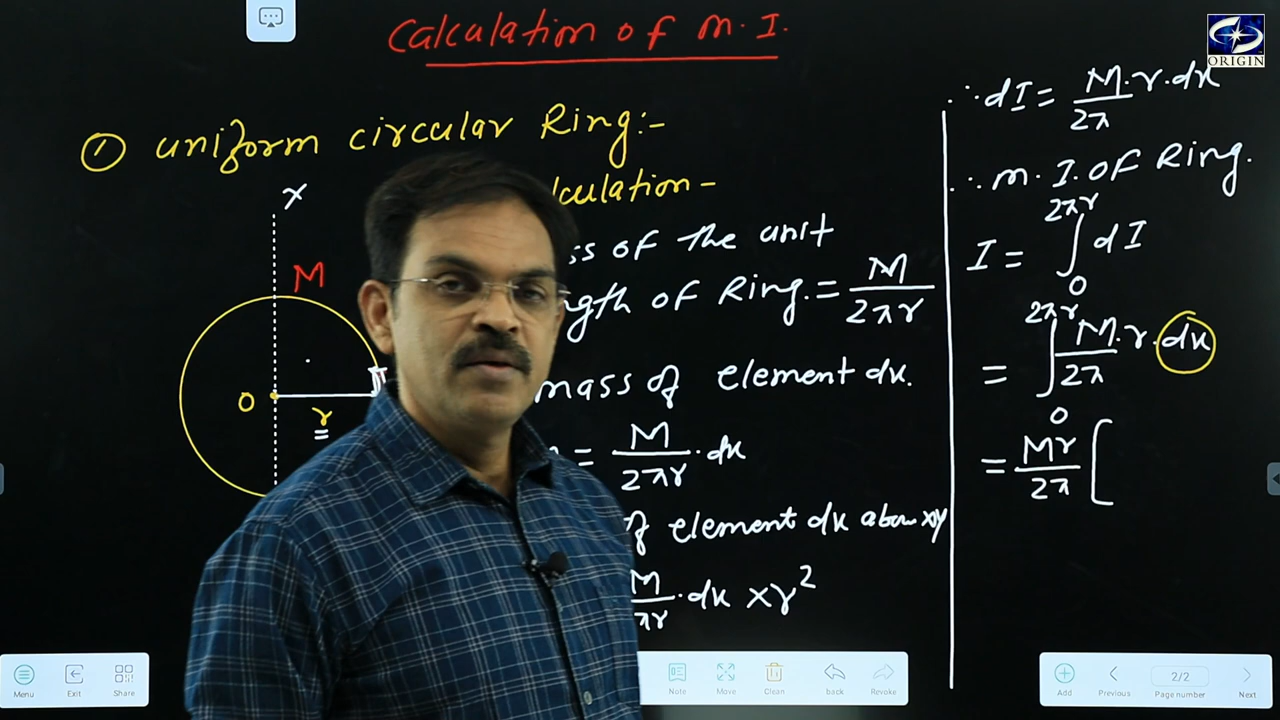 Calculation of M.I.
ORIGIN
① uniform circular Ring:-
lculation -
x
M
O
r
ss of the unit
ngth of Ring. = M/2πr
mass of element dx.
= M/2πr · dx
of element dx about xy
M/πr · dx × r²
∴ dI = M/2π · r · dx
∴ M.I. of Ring.
I = ∫₀^2πr dI
= ∫₀^2πr M/2π · r · dx
= Mr/2π [
Menu
Exit
Share
Note
Move
Clean
back
Revoke
Add
Previous
2/2
Page number
Next